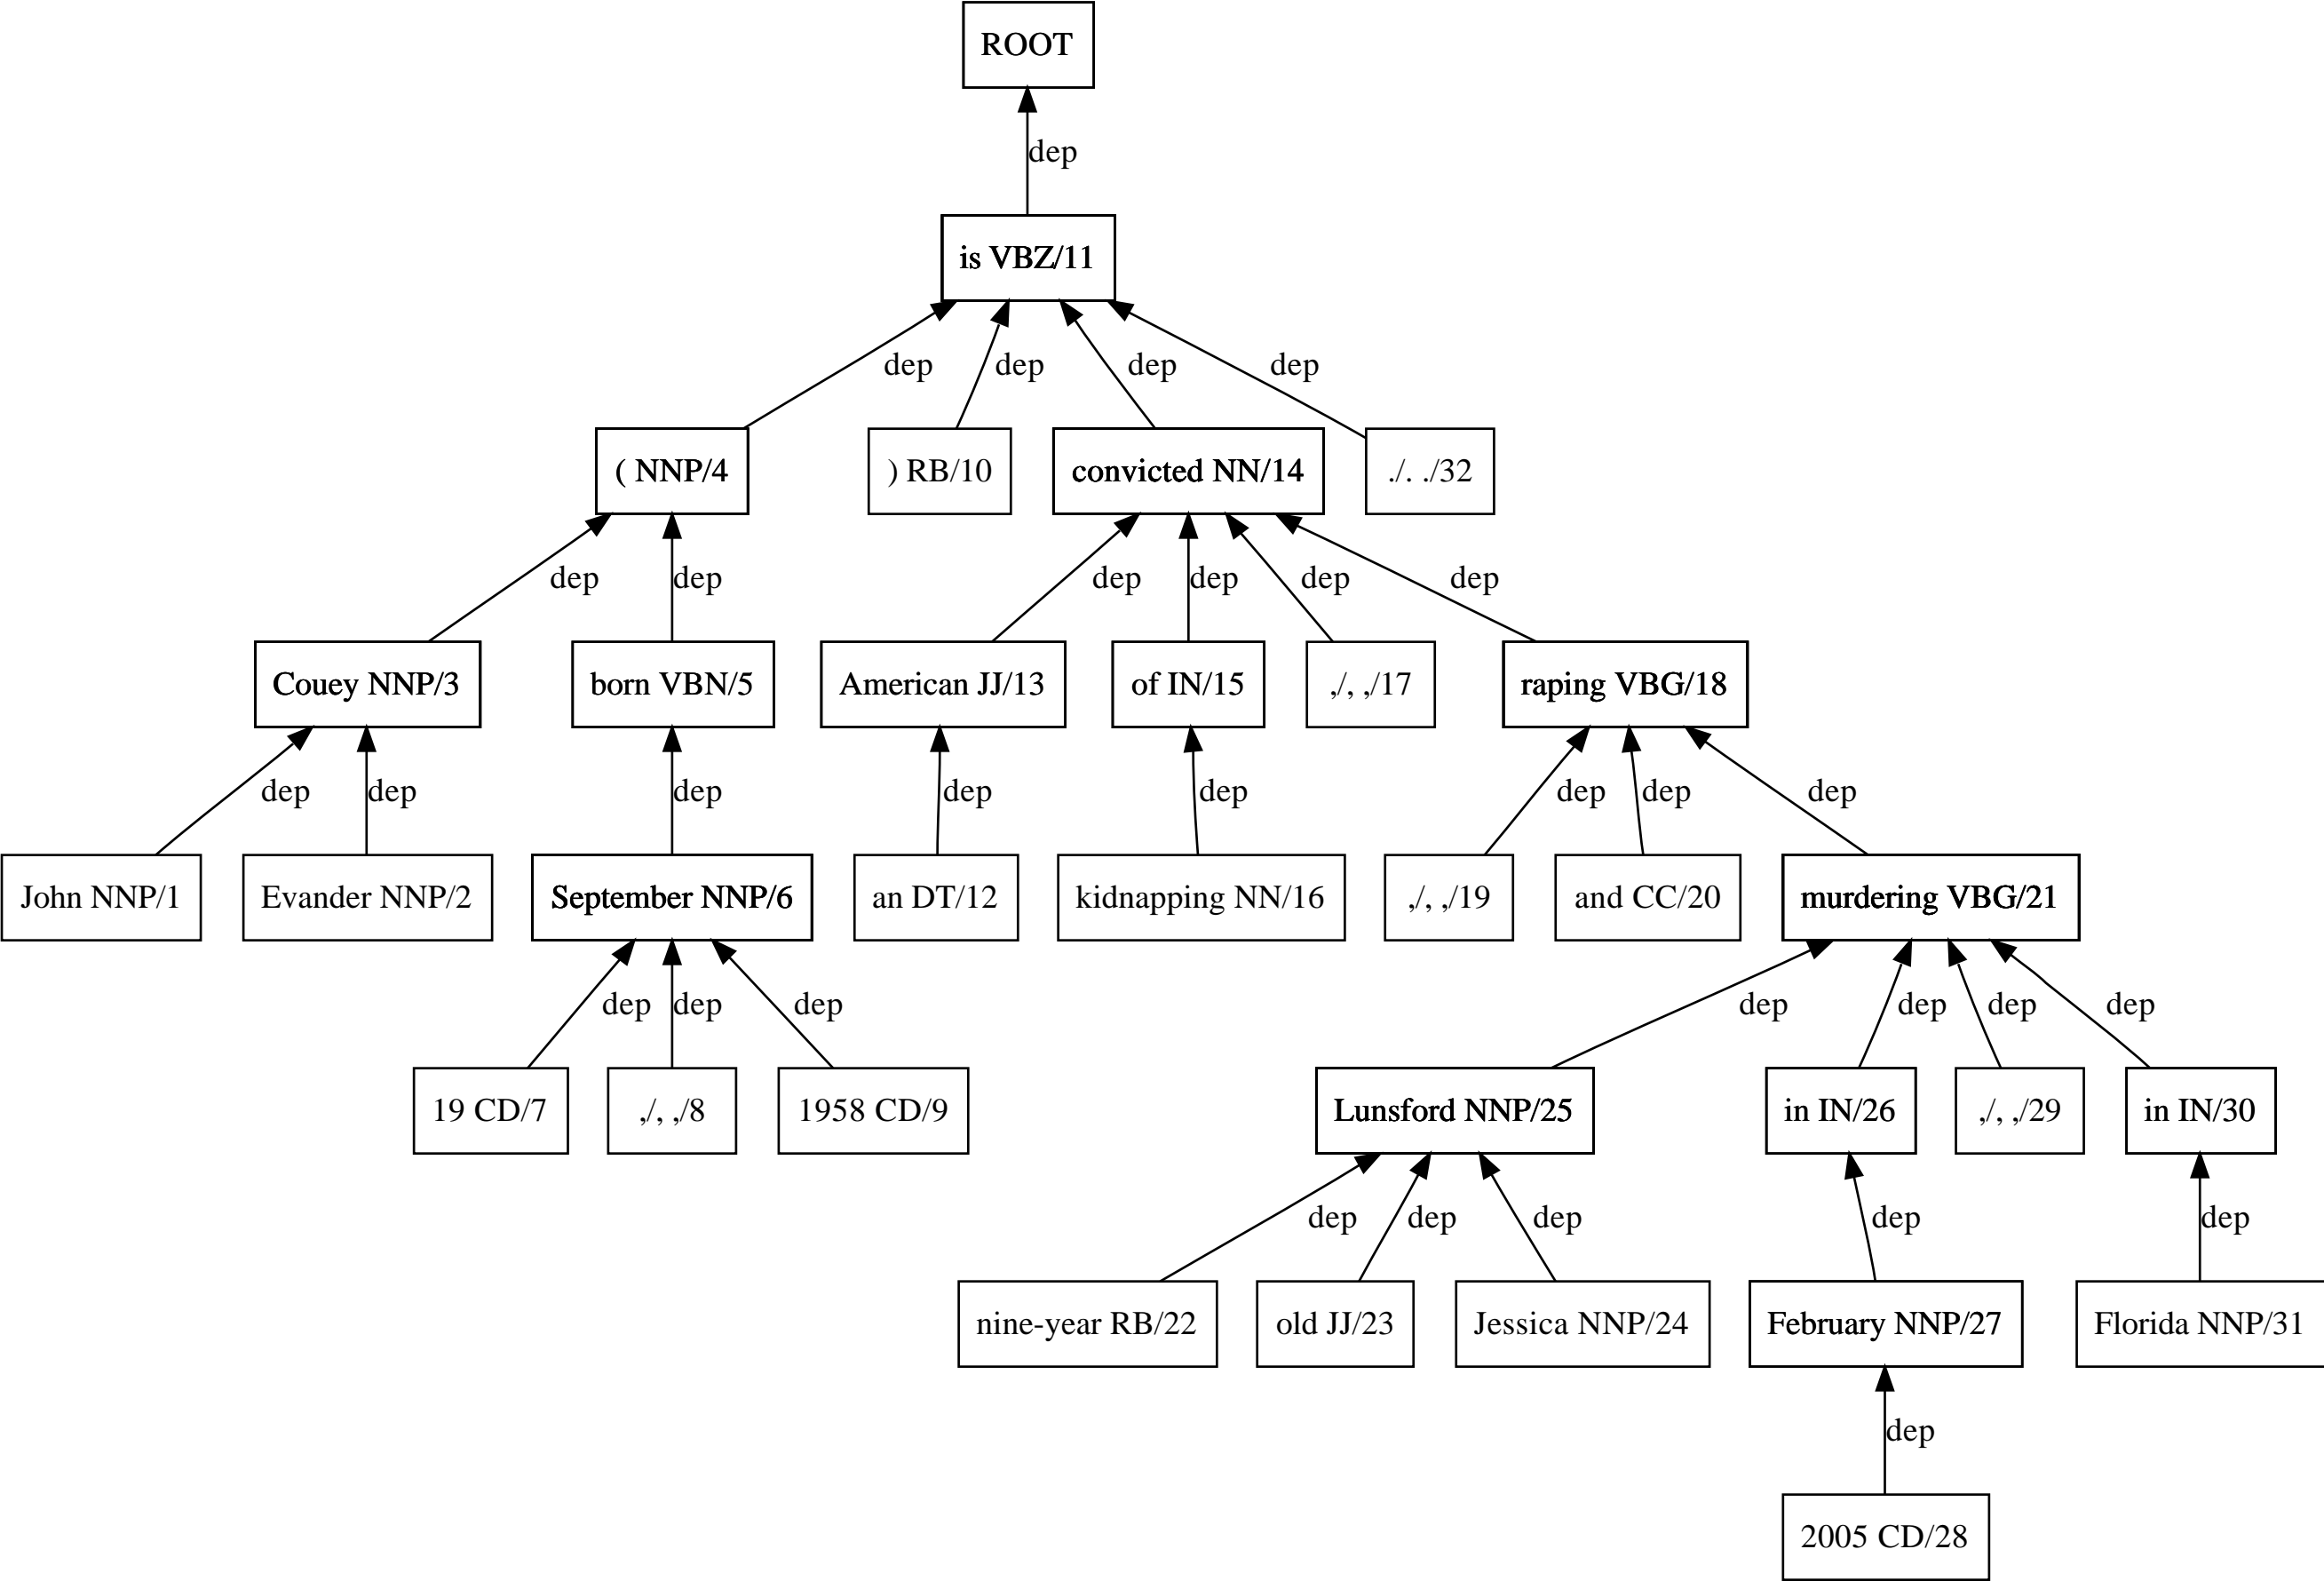 ROOT
dep
is VBZ/11
dep dep dep dep
( NNP/4 ) RB/10 convicted NN/14 ./. ./32
dep dep dep dep dep dep
Couey NNP/3 born VBN/5 American JJ/13 of IN/15 ,/, ,/17 raping VBG/18
dep dep dep dep dep dep dep dep
John NNP/1 Evander NNP/2 September NNP/6 an DT/12 kidnapping NN/16 ,/, ,/19 and CC/20 murdering VBG/21
dep dep dep dep dep dep dep
19 CD/7 ,/, ,/8 1958 CD/9 Lunsford NNP/25 in IN/26 ,/, ,/29 in IN/30
dep dep dep dep dep
nine-year RB/22 old JJ/23 Jessica NNP/24 February NNP/27 Florida NNP/31
dep
2005 CD/28